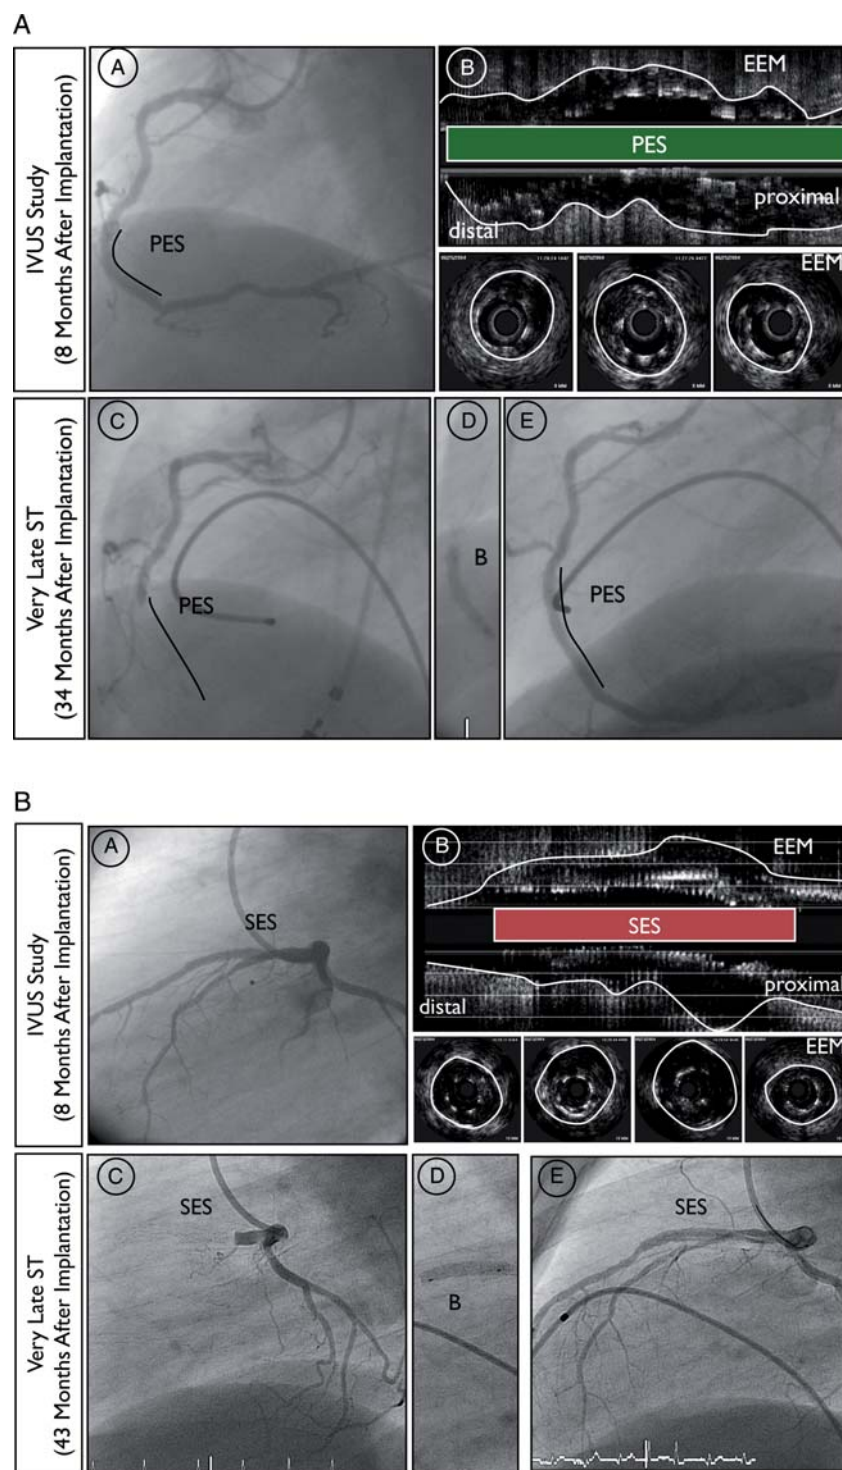 A
IVUS Study
(8 Months After Implantation)
A
PES
B
EEM
PES
distal
proximal
EEM
Very Late ST
(34 Months After Implantation)
C
PES
D
B
E
PES
B
IVUS Study
(8 Months After Implantation)
A
SES
B
EEM
SES
distal
proximal
EEM
Very Late ST
(43 Months After Implantation)
C
SES
D
B
E
SES